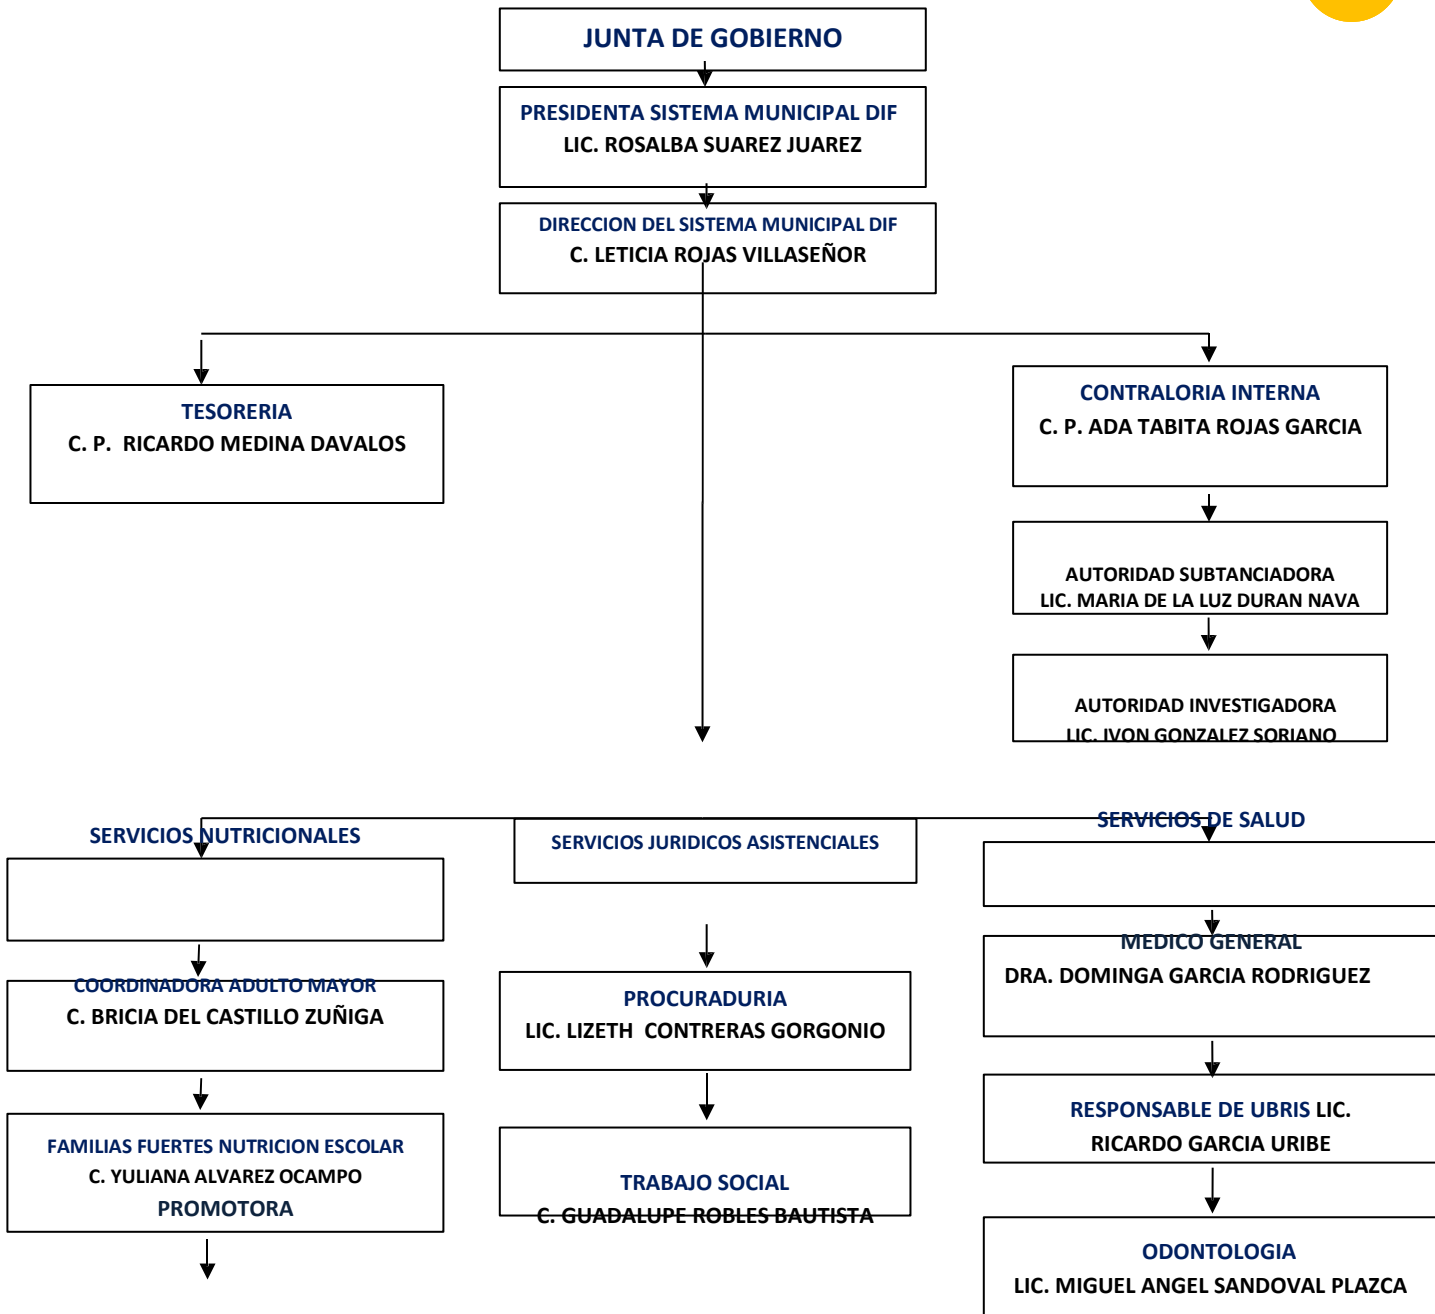 JUNTA DE GOBIERNO
PRESIDENTA SISTEMA MUNICIPAL DIF
LIC. ROSALBA SUAREZ JUAREZ
DIRECCION DEL SISTEMA MUNICIPAL DIF
C. LETICIA ROJAS VILLASEÑOR
TESORERIA
C. P. RICARDO MEDINA DAVALOS
CONTRALORIA INTERNA
C. P. ADA TABITA ROJAS GARCIA
AUTORIDAD SUBTANCIADORA
LIC. MARIA DE LA LUZ DURAN NAVA
AUTORIDAD INVESTIGADORA
LIC. IVON GONZALEZ SORIANO
SERVICIOS NUTRICIONALES
COORDINADORA ADULTO MAYOR
C. BRICIA DEL CASTILLO ZUÑIGA
FAMILIAS FUERTES NUTRICION ESCOLAR
C. YULIANA ALVAREZ OCAMPO
PROMOTORA
SERVICIOS JURIDICOS ASISTENCIALES
PROCURADURIA
LIC. LIZETH CONTRERAS GORGONIO
TRABAJO SOCIAL
C. GUADALUPE ROBLES BAUTISTA
SERVICIOS DE SALUD
MEDICO GENERAL
DRA. DOMINGA GARCIA RODRIGUEZ
RESPONSABLE DE UBRIS LIC.
RICARDO GARCIA URIBE
ODONTOLOGIA
LIC. MIGUEL ANGEL SANDOVAL PLAZCA